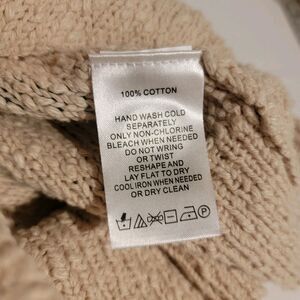 100% COTTON
HAND WASH COLD
SEPARATELY
ONLY NON-CHLORINE
BLEACH WHEN NEEDED
DO NOT WRING
OR TWIST
RESHAPE AND
LAY FLAT TO DRY
COOL IRON WHEN NEEDED
OR DRY CLEAN
P